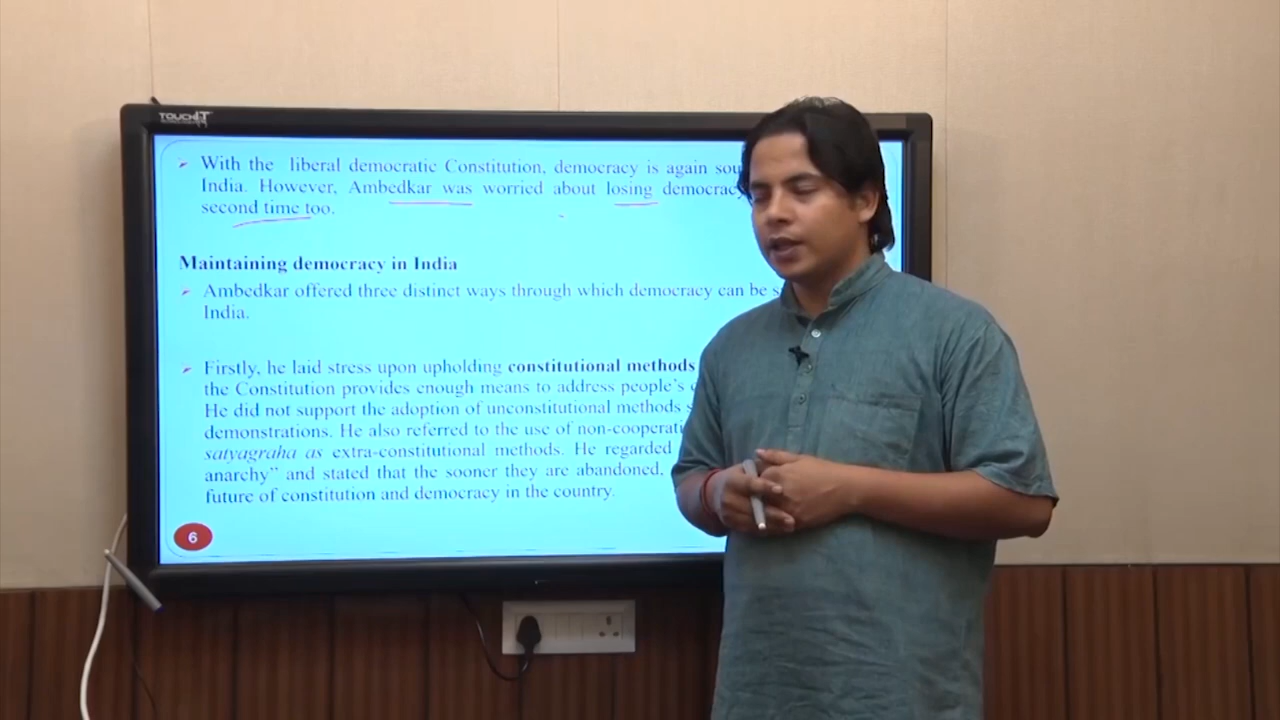 TOUCHIT
With the liberal democratic Constitution, democracy is again
India. However, Ambedkar was worried about losing democracy
second time too.
Maintaining democracy in India
Ambedkar offered three distinct ways through which democracy can be
India.
Firstly, he laid stress upon upholding constitutional methods
the Constitution provides enough means to address people's
He did not support the adoption of unconstitutional methods
demonstrations. He also referred to the use of
satyagraha as extra-constitutional methods. He regarded
anarchy" and stated that the sooner they are abandoned,
future of constitution and democracy in the country.
6